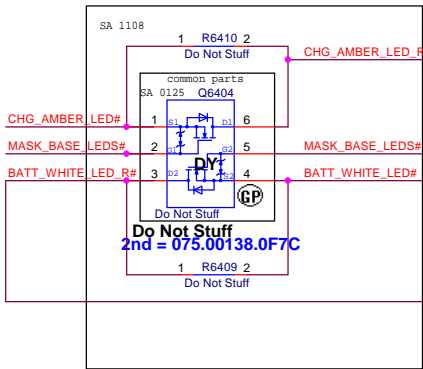 SA 1108
1 R6410 2
Do Not Stuff
CHG_AMBER_LED_R
common parts
SA 0125 Q6404
CHG_AMBER_LED# 1 S1 D1 6
MASK_BASE_LEDS# 2 G1 G2 5 MASK_BASE_LEDS#
DY
BATT_WHITE_LED_R# 3 D2 S2 4 BATT_WHITE_LED#
GP
Do Not Stuff
Do Not Stuff
2nd = 075.00138.0F7C
1 R6409 2
Do Not Stuff